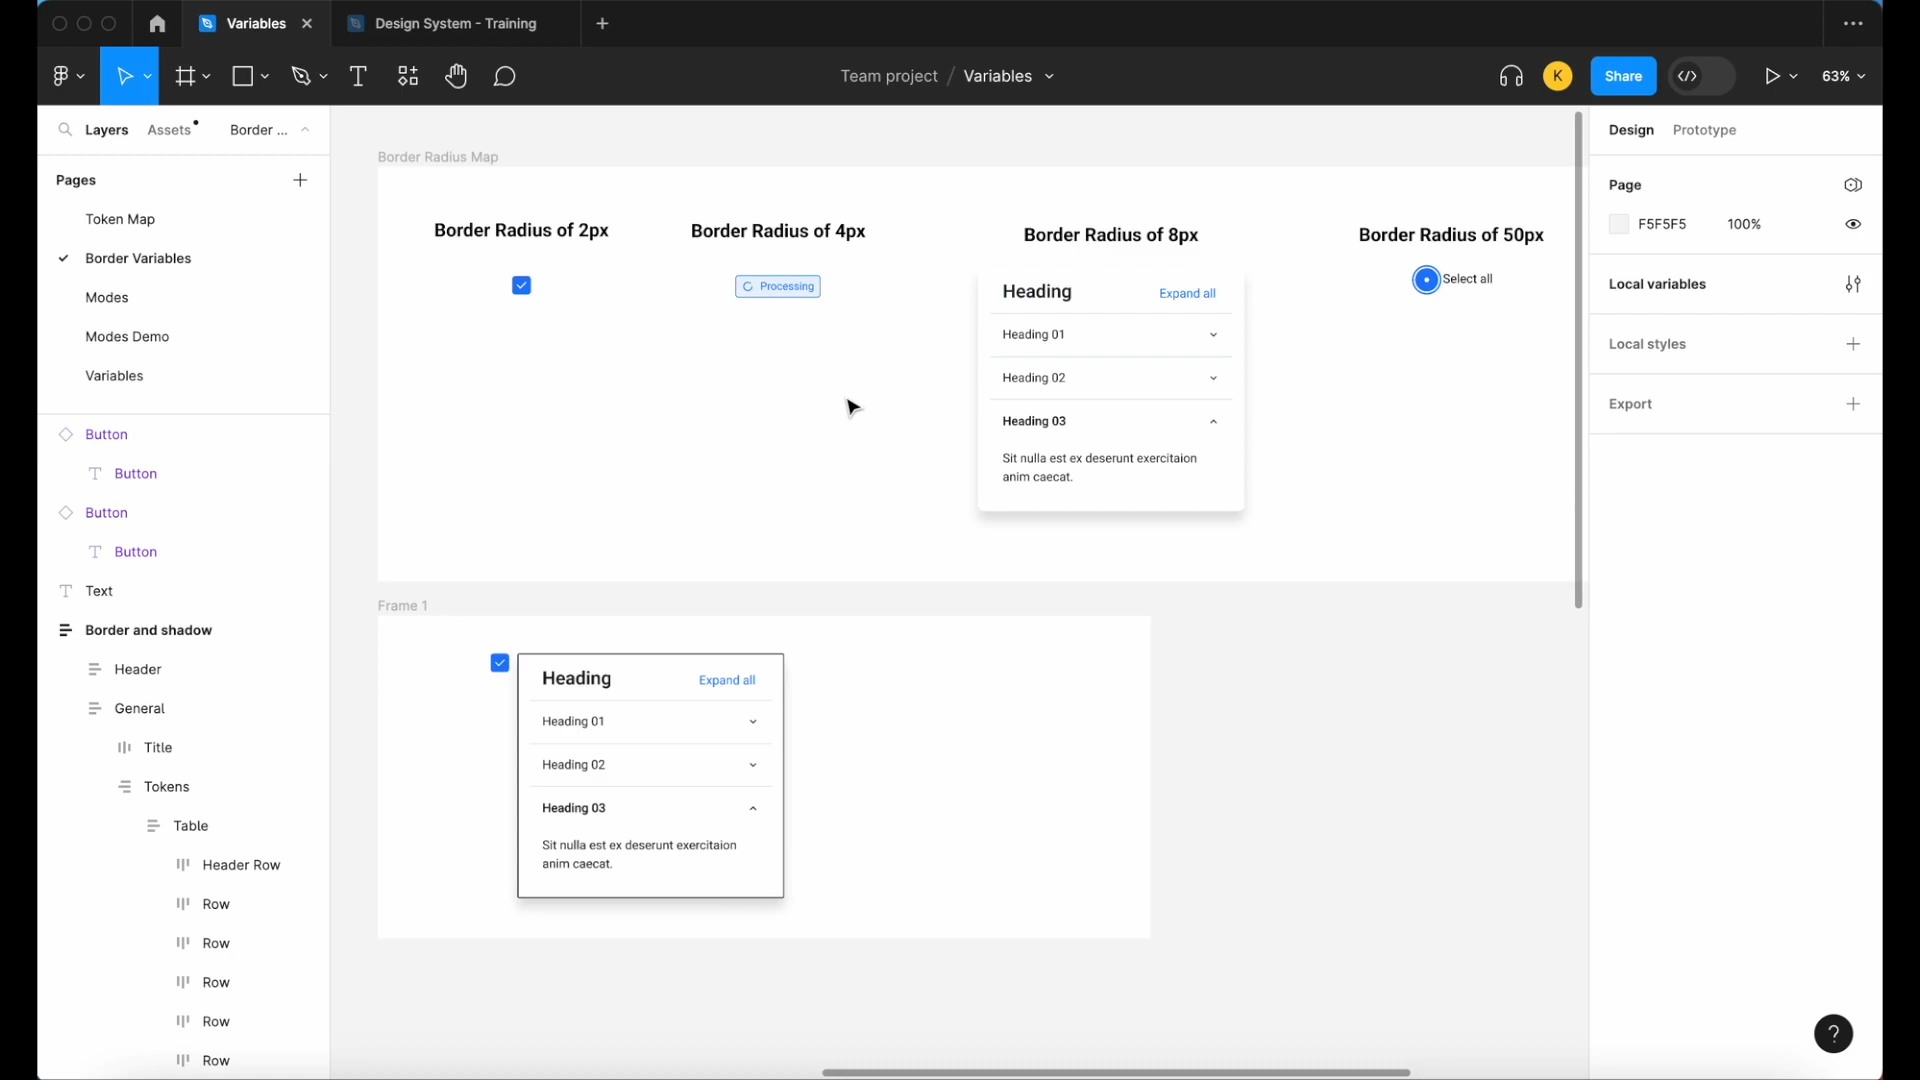 Variables
Design System - Training
Team project / Variables
K
Share
63%
Layers
Assets
Border ...
Pages
Token Map
Border Variables
Modes
Modes Demo
Variables
Button
Button
Button
Button
Text
Border and shadow
Header
General
Title
Tokens
Table
Header Row
Row
Row
Row
Row
Row
Border Radius Map
Border Radius of 2px
Border Radius of 4px
Processing
Border Radius of 8px
Heading
Expand all
Heading 01
Heading 02
Heading 03
Sit nulla est ex deserunt exercitaion
anim caecat.
Border Radius of 50px
Select all
Frame 1
Heading
Expand all
Heading 01
Heading 02
Heading 03
Sit nulla est ex deserunt exercitaion
anim caecat.
Design
Prototype
Page
F5F5F5
100%
Local variables
Local styles
Export
?